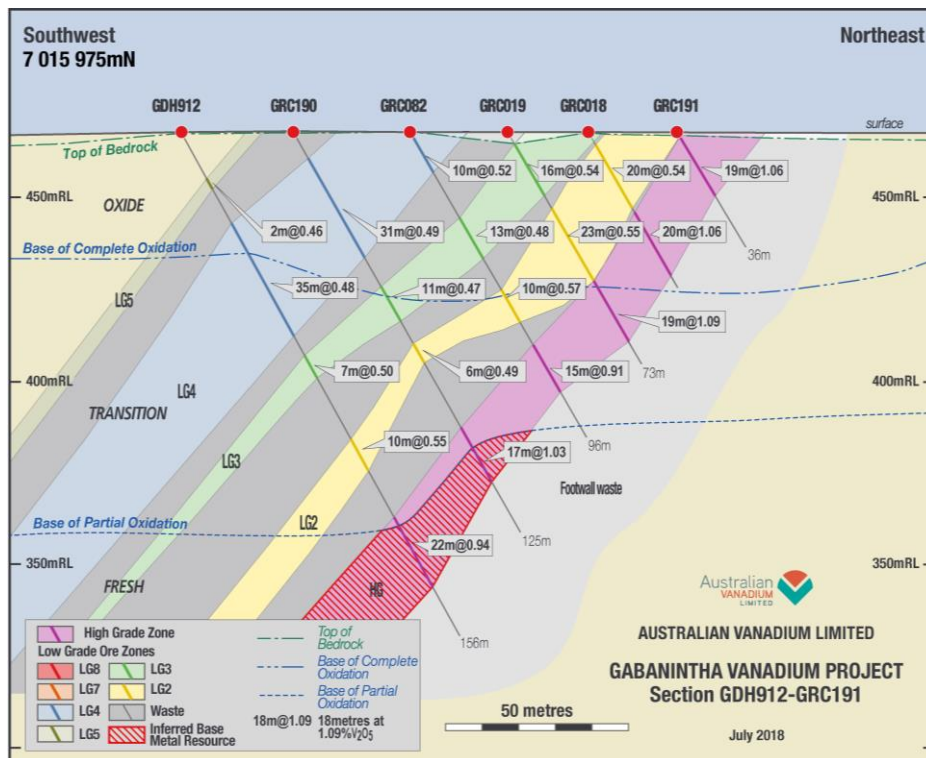 Southwest
7 015 975mN
Northeast
GDH912
GRC190
GRC082
GRC019
GRC018
GRC191
surface
Top of Bedrock
10m@0.52
16m@0.54
20m@0.54
19m@1.06
450mRL
OXIDE
450mRL
2m@0.46
31m@0.49
13m@0.48
23m@0.55
20m@1.06
Base of Complete Oxidation
36m
LG5
35m@0.48
11m@0.47
10m@0.57
19m@1.09
7m@0.50
6m@0.49
15m@0.91
73m
400mRL
LG4
400mRL
TRANSITION
10m@0.55
96m
LG3
17m@1.03
Footwall waste
Base of Partial Oxidation
LG2
22m@0.94
125m
350mRL
350mRL
FRESH
HG
156m
Australian
VANADIUM
LIMITED
AUSTRALIAN VANADIUM LIMITED
GABANINTHA VANADIUM PROJECT
Section GDH912-GRC191
July 2018
50 metres
High Grade Zone
Low Grade Ore Zones
LG8
LG3
LG7
LG2
LG4
Waste
LG5
Inferred Base
Metal Resource
Top of
Bedrock
Base of Complete
Oxidation
Base of Partial
Oxidation
18m@1.09
18metres at
1.09%V₂O₅